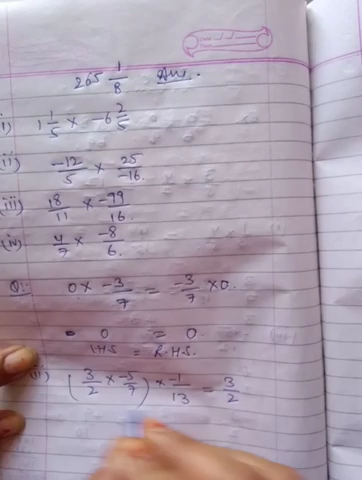 265 1/8 Ans.
i) 1 1/5 × -6 2/5
(ii) -12/5 × 25/-16.
(iii) 18/11 × -99/16.
(iv) 4/7 × -8/6.
Q:- 0 × -3/7 = -3/7 × 0.
0 = 0
L.H.S. = R.H.S.
(ii) (3/2 × -5/7) × -1/13 = 3/2